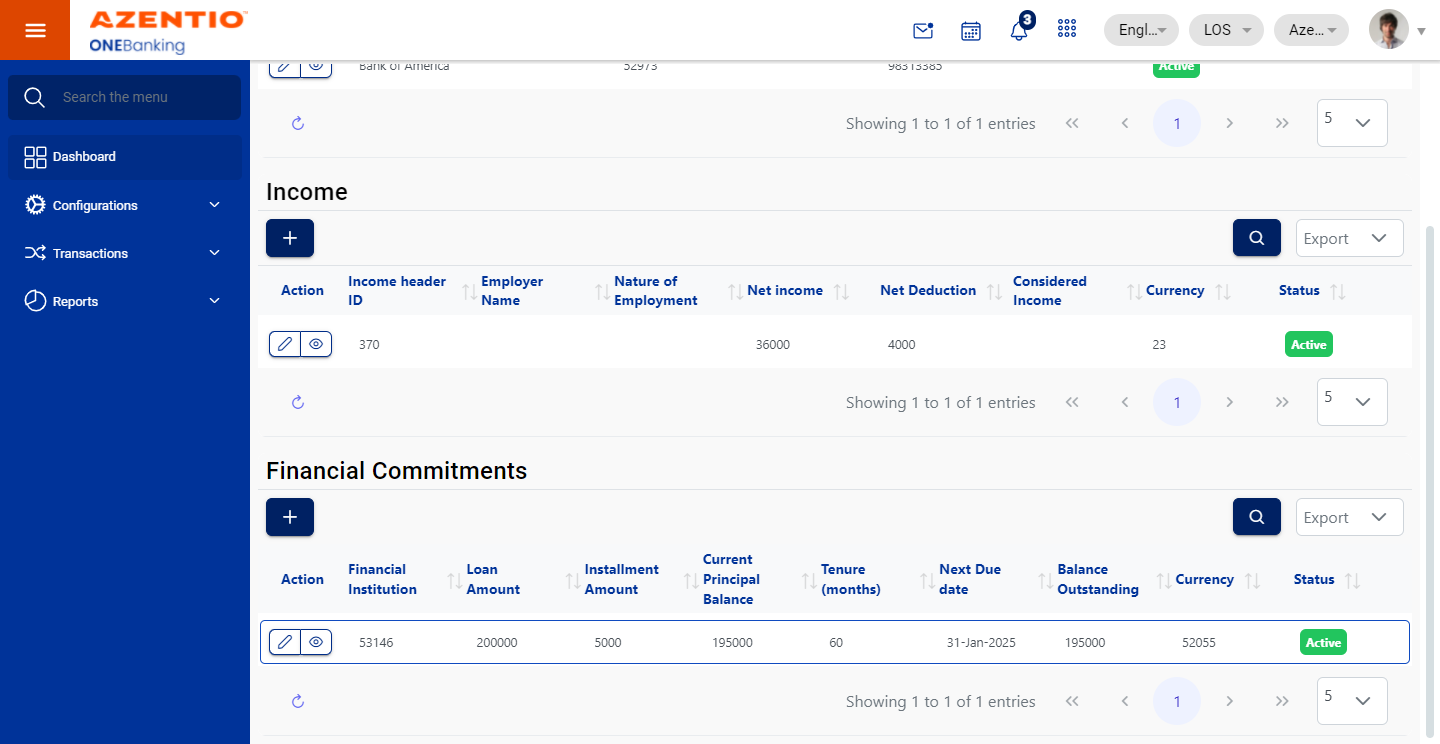 AZENTIO™
ONEBanking
3
Engl...
LOS
Aze...
Search the menu
Dashboard
Configurations
Transactions
Reports
Bank of America 52973 98313385 Active
Showing 1 to 1 of 1 entries 1 5
Income
Export
Action Income header ID Employer Name Nature of Employment Net income Net Deduction Considered Income Currency Status
370 36000 4000 23 Active
Showing 1 to 1 of 1 entries 1 5
Financial Commitments
Export
Action Financial Institution Loan Amount Installment Amount Current Principal Balance Tenure (months) Next Due date Balance Outstanding Currency Status
53146 200000 5000 195000 60 31-Jan-2025 195000 52055 Active
Showing 1 to 1 of 1 entries 1 5